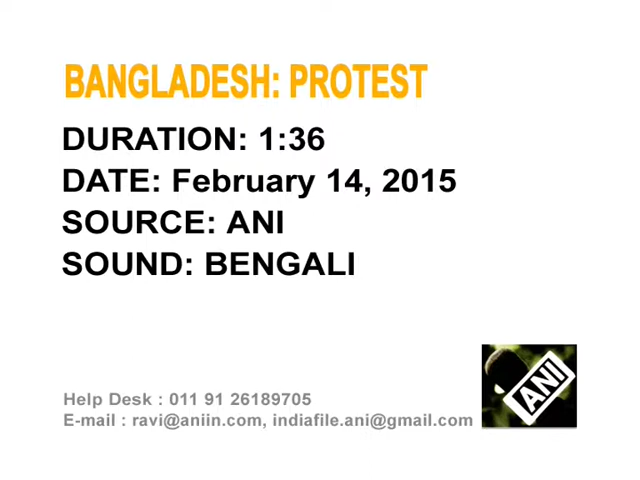 BANGLADESH: PROTEST
DURATION: 1:36
DATE: February 14, 2015
SOURCE: ANI
SOUND: BENGALI
ANI
Help Desk : 011 91 26189705
E-mail : ravi@aniin.com, indiafile.ani@gmail.com